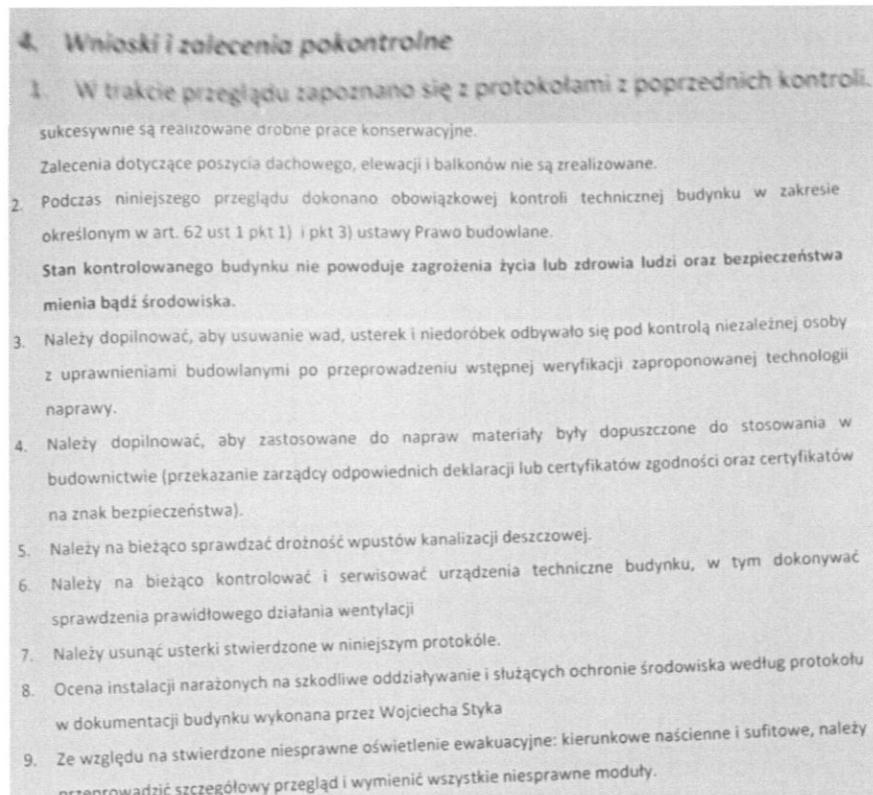 4. Wnioski i zalecenia pokontrolne
1. W trakcie przeglądu zapoznano się z protokołami z poprzednich kontroli.
sukcesywnie są realizowane drobne prace konserwacyjne.
Zalecenia dotyczące poszycia dachowego, elewacji i balkonów nie są zrealizowane.
2. Podczas niniejszego przeglądu dokonano obowiązkowej kontroli technicznej budynku w zakresie
określonym w art. 62 ust 1 pkt 1) i pkt 3) ustawy Prawo budowlane.
Stan kontrolowanego budynku nie powoduje zagrożenia życia lub zdrowia ludzi oraz bezpieczeństwa
mienia bądź środowiska.
3. Należy dopilnować, aby usuwanie wad, usterek i niedoróbek odbywało się pod kontrolą niezależnej osoby
z uprawnieniami budowlanymi po przeprowadzeniu wstępnej weryfikacji zaproponowanej technologii
naprawy.
4. Należy dopilnować, aby zastosowane do napraw materiały były dopuszczone do stosowania w
budownictwie (przekazanie zarządcy odpowiednich deklaracji lub certyfikatów zgodności oraz certyfikatów
na znak bezpieczeństwa).
5. Należy na bieżąco sprawdzać drożność wpustów kanalizacji deszczowej.
6. Należy na bieżąco kontrolować i serwisować urządzenia techniczne budynku, w tym dokonywać
sprawdzenia prawidłowego działania wentylacji
7. Należy usunąć usterki stwierdzone w niniejszym protokóle.
8. Ocena instalacji narażonych na szkodliwe oddziaływanie i służących ochronie środowiska według protokołu
w dokumentacji budynku wykonana przez Wojciecha Styka
9. Ze względu na stwierdzone niesprawne oświetlenie ewakuacyjne: kierunkowe naścienne i sufitowe, należy
przeprowadzić szczegółowy przegląd i wymienić wszystkie niesprawne moduły.